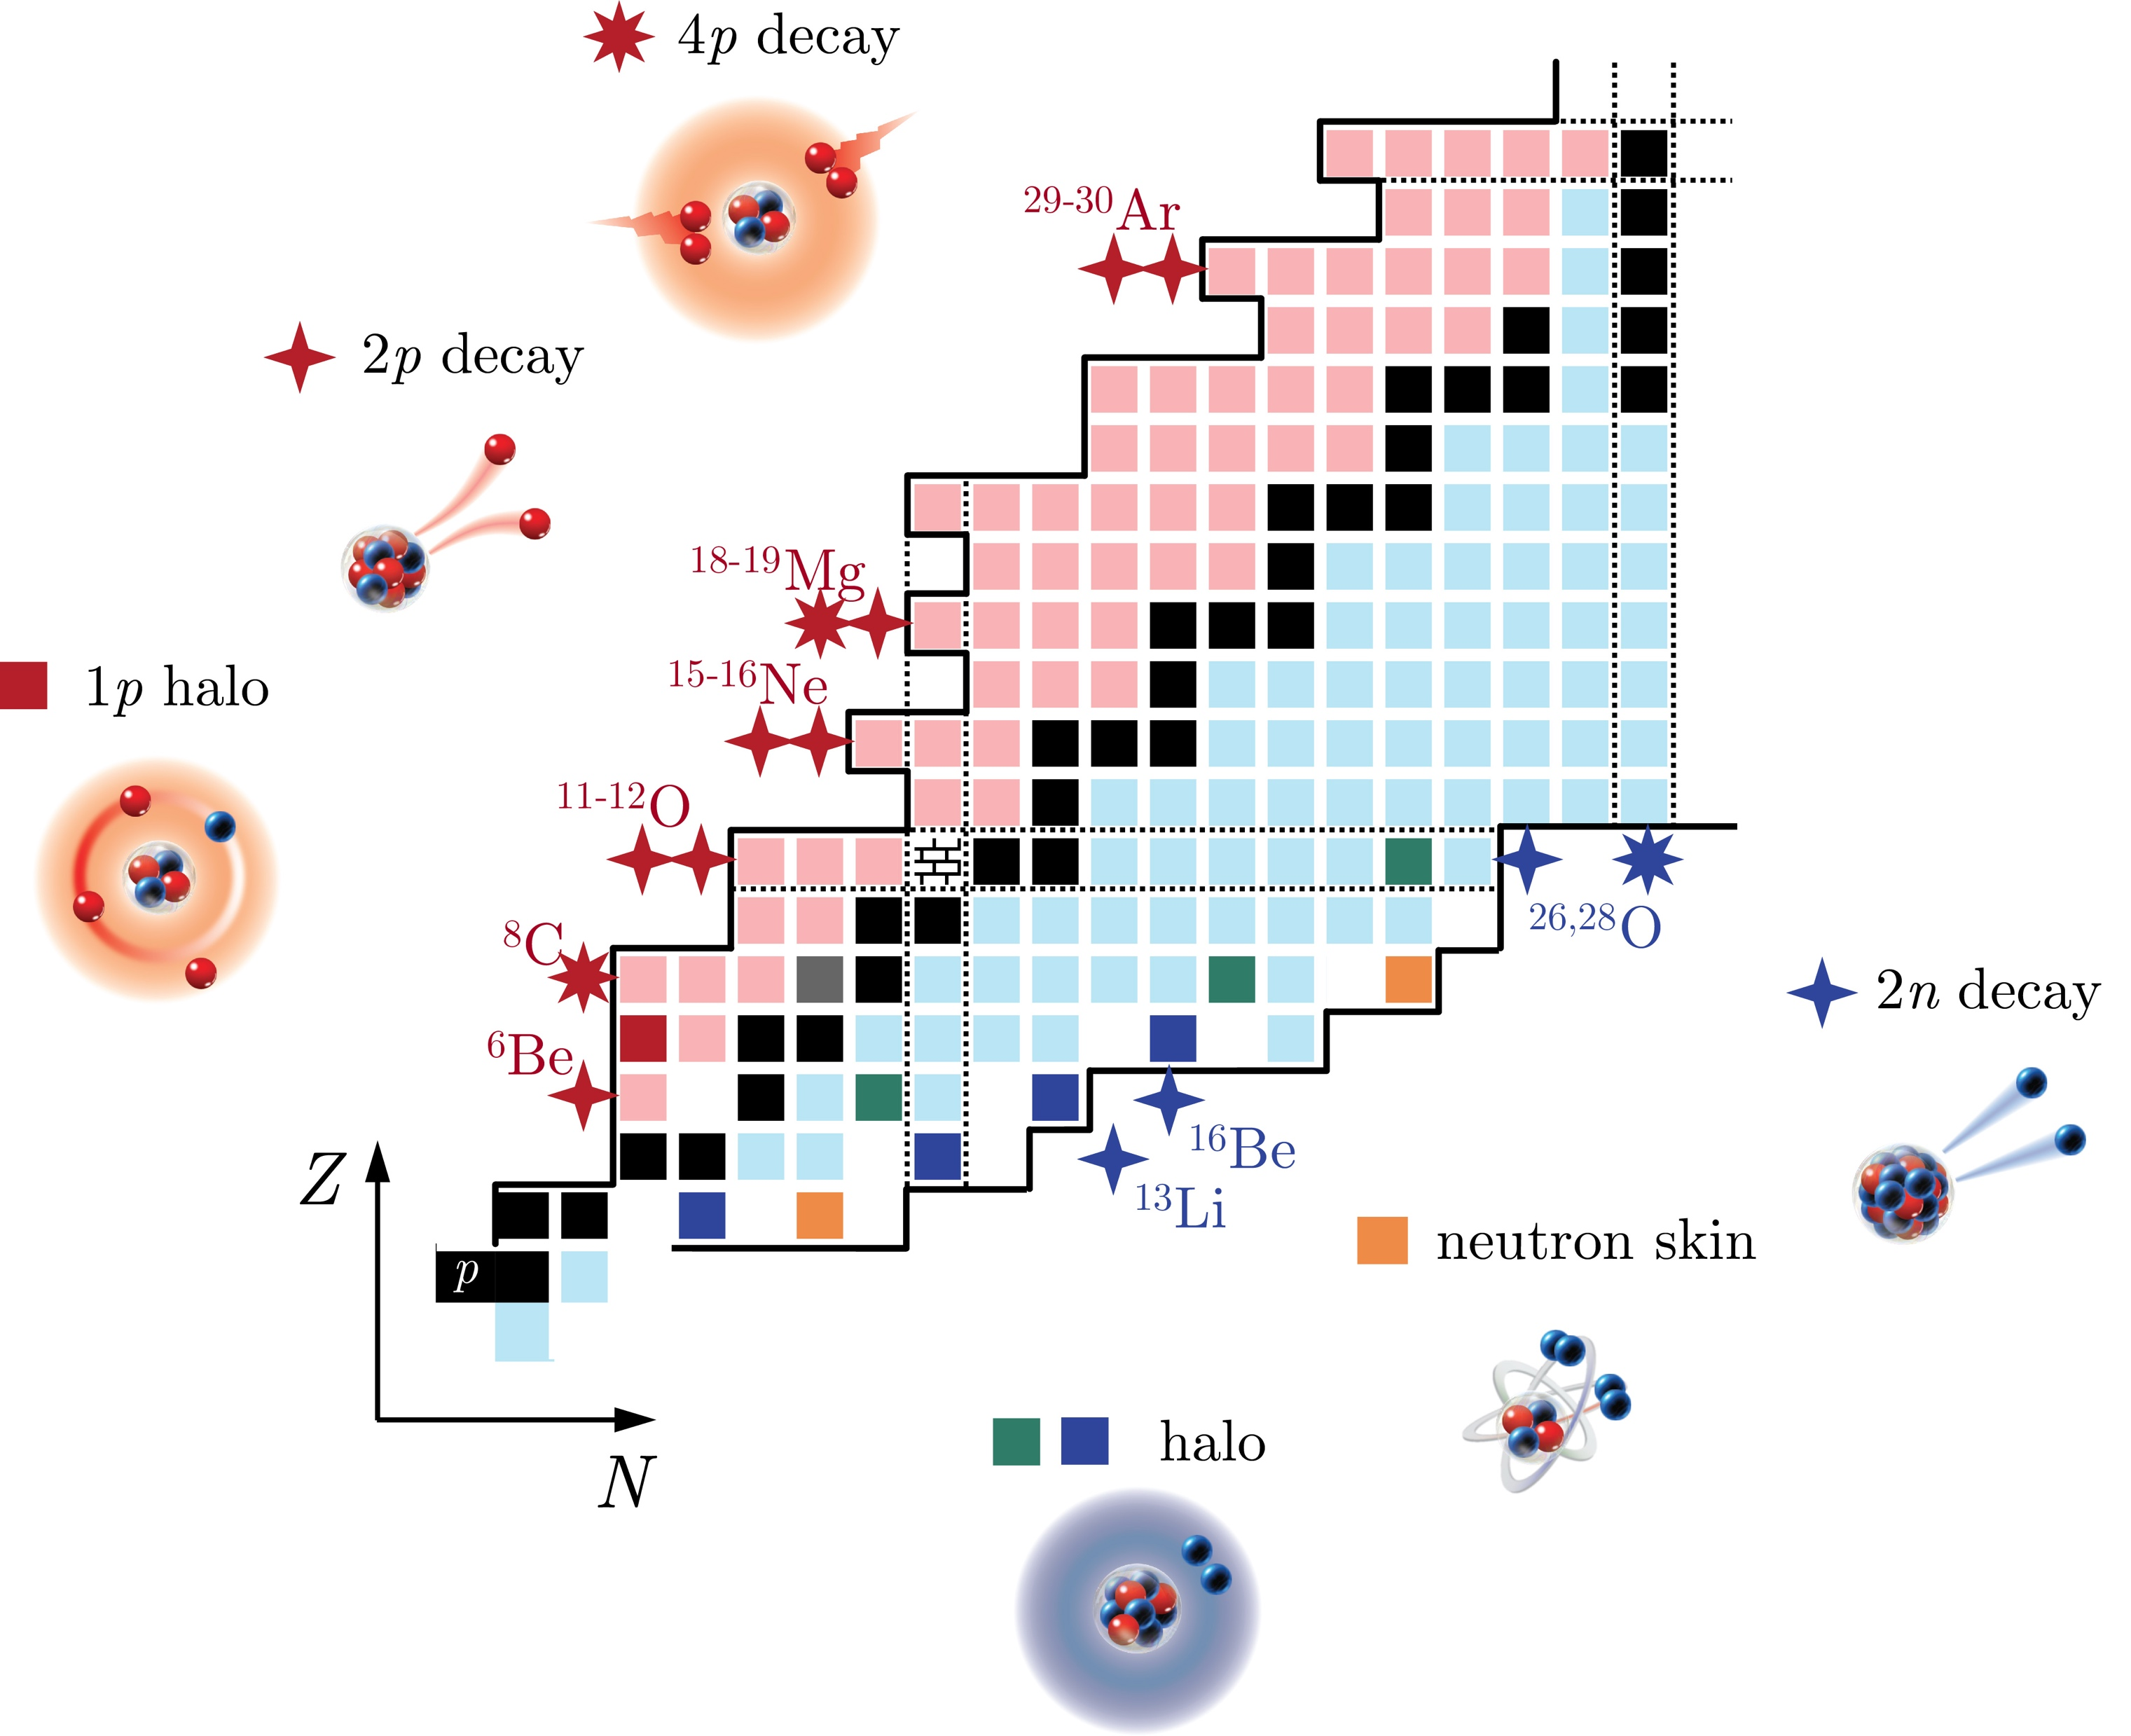 4p decay
29-30Ar
2p decay
18-19Mg
1p halo
15-16Ne
11-12O
8C
26,28O
2n decay
6Be
16Be
Z
13Li
neutron skin
p
halo
N